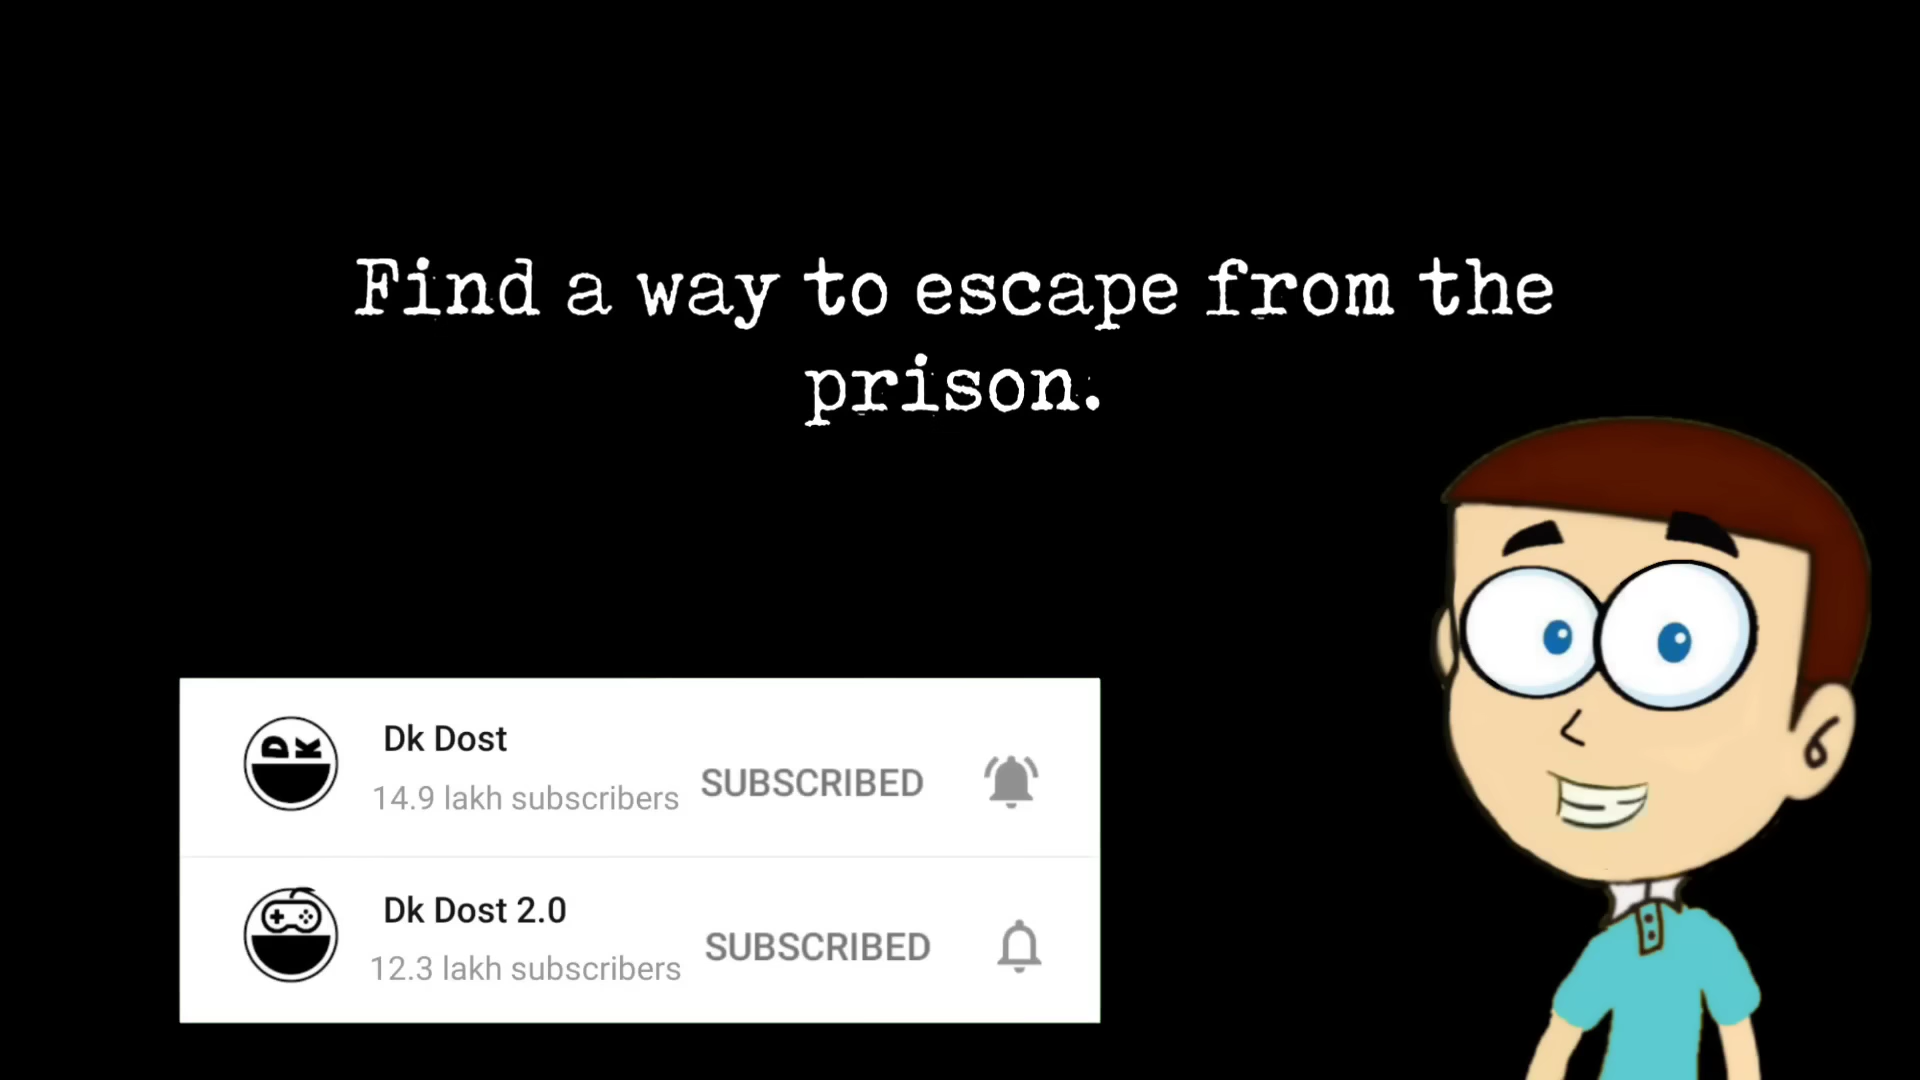 Find a way to escape from the
prison.
DK
Dk Dost
14.9 lakh subscribers
SUBSCRIBED
Dk Dost 2.0
12.3 lakh subscribers
SUBSCRIBED